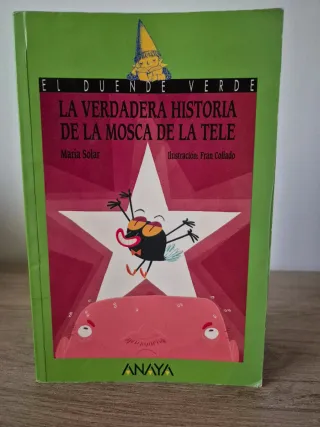 EL DUENDE VERDE
LA VERDADERA HISTORIA
DE LA MOSCA DE LA TELE
María Solar
Ilustración: Fran Collado
ANAYA